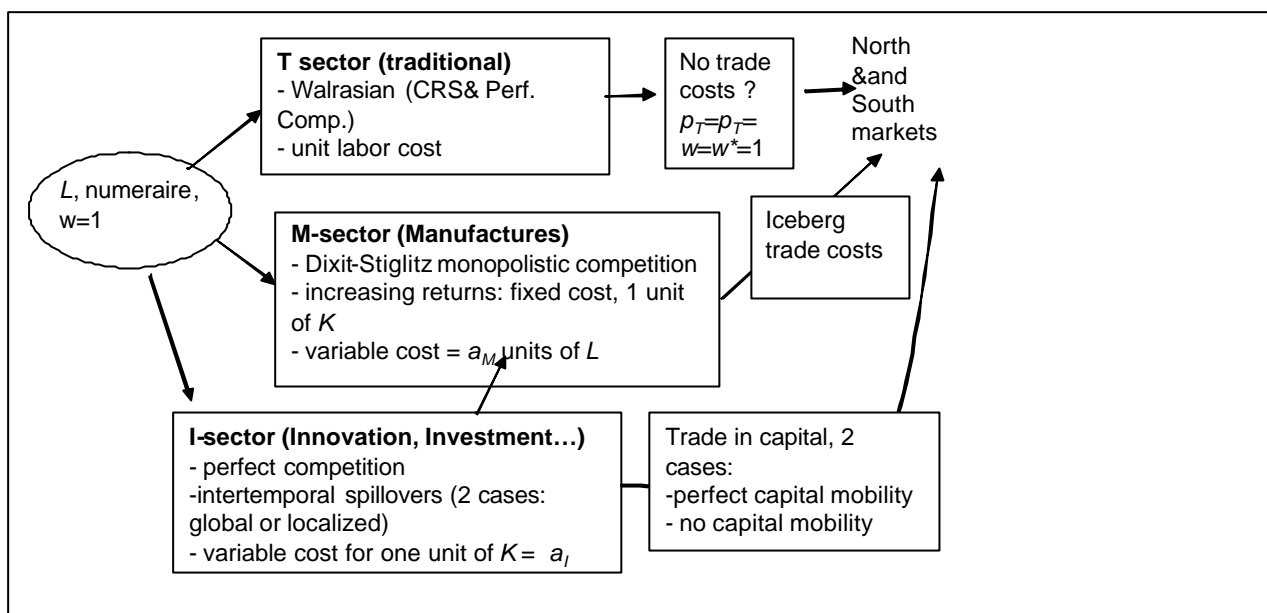 T sector (traditional)
- Walrasian (CRS& Perf.
Comp.)
- unit labor cost
No trade
costs ?
pT=pT=
w=w*=1
North
&and
South
markets
L, numeraire,
w=1
M-sector (Manufactures)
- Dixit-Stiglitz monopolistic competition
- increasing returns: fixed cost, 1 unit
of K
- variable cost = aM units of L
Iceberg
trade costs
I-sector (Innovation, Investment…)
- perfect competition
-intertemporal spillovers (2 cases:
global or localized)
- variable cost for one unit of K = aI
Trade in capital, 2
cases:
-perfect capital mobility
- no capital mobility